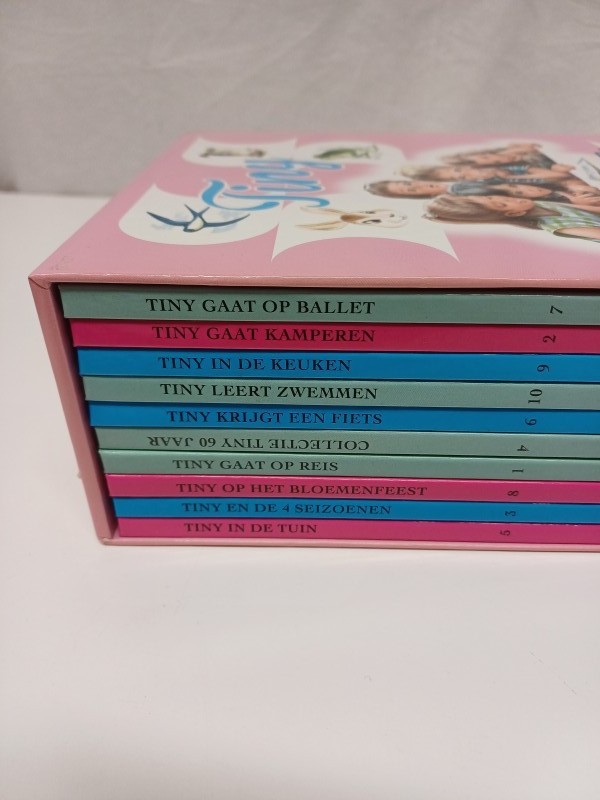 Tiny
TINY GAAT OP BALLET 7
TINY GAAT KAMPEREN 2
TINY IN DE KEUKEN 9
TINY LEERT ZWEMMEN 10
TINY KRIJGT EEN FIETS 6
COLLECTIE TINY 60 JAAR 4
TINY GAAT OP REIS 1
TINY OP HET BLOEMENFEEST 8
TINY EN DE 4 SEIZOENEN 3
TINY IN DE TUIN 5